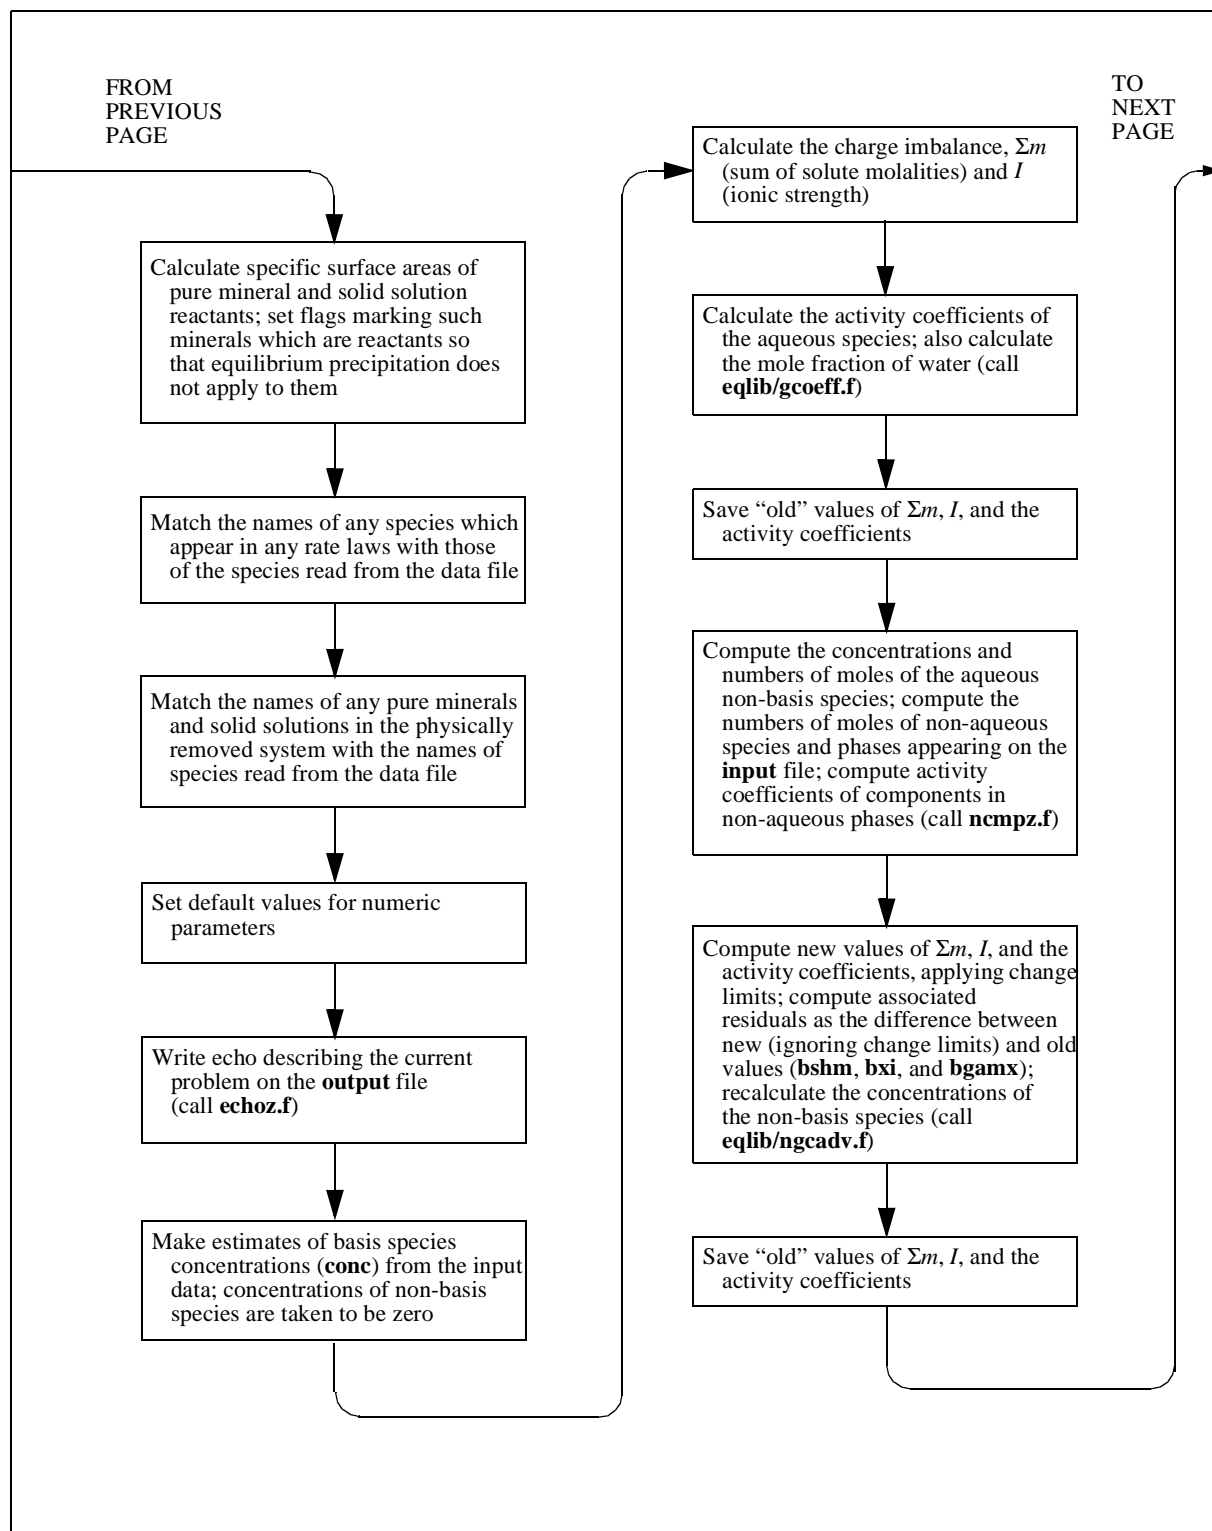 FROM
PREVIOUS
PAGE
Calculate specific surface areas of
pure mineral and solid solution
reactants; set flags marking such
minerals which are reactants so
that equilibrium precipitation does
not apply to them
Match the names of any species which
appear in any rate laws with those
of the species read from the data file
Match the names of any pure minerals
and solid solutions in the physically
removed system with the names of
species read from the data file
Set default values for numeric
parameters
Write echo describing the current
problem on the output file
(call echoz.f)
Make estimates of basis species
concentrations (conc) from the input
data; concentrations of non-basis
species are taken to be zero
Calculate the charge imbalance, Σm
(sum of solute molalities) and I
(ionic strength)
Calculate the activity coefficients of
the aqueous species; also calculate
the mole fraction of water (call
eqlib/gcoeff.f)
Save “old” values of Σm, I, and the
activity coefficients
Compute the concentrations and
numbers of moles of the aqueous
non-basis species; compute the
numbers of moles of non-aqueous
species and phases appearing on the
input file; compute activity
coefficients of components in
non-aqueous phases (call ncmpz.f)
Compute new values of Σm, I, and the
activity coefficients, applying change
limits; compute associated
residuals as the difference between
new (ignoring change limits) and old
values (bshm, bxi, and bgamx);
recalculate the concentrations of
the non-basis species (call
eqlib/ngcadv.f)
Save “old” values of Σm, I, and the
activity coefficients
TO
NEXT
PAGE